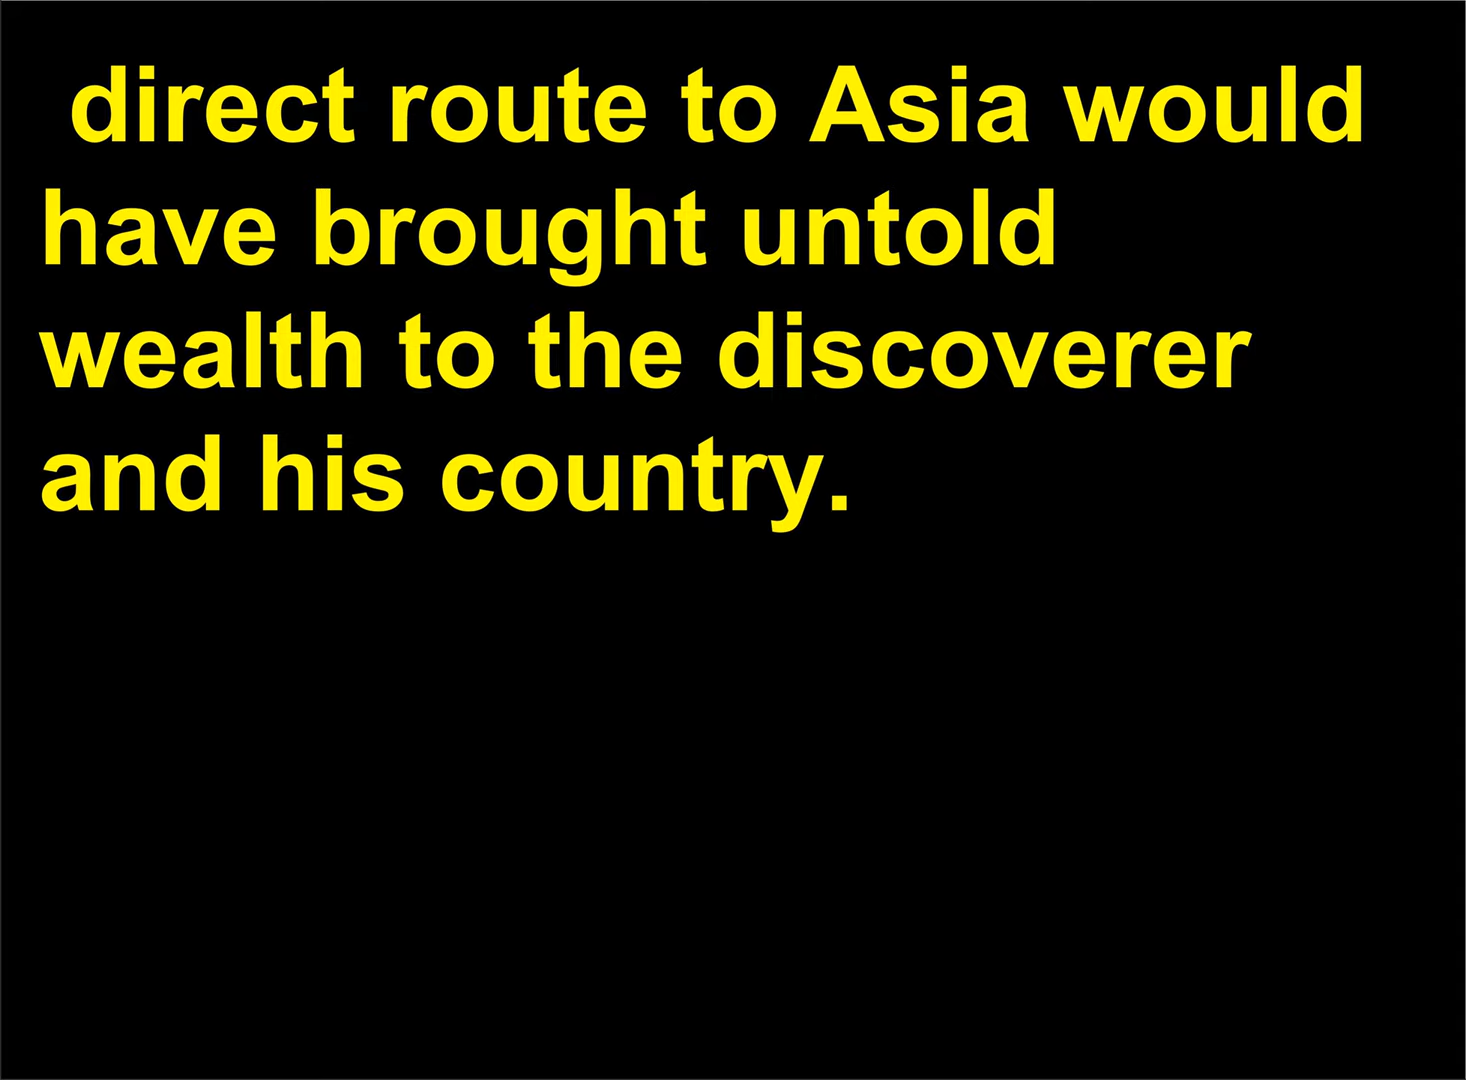 direct route to Asia would
have brought untold
wealth to the discoverer
and his country.